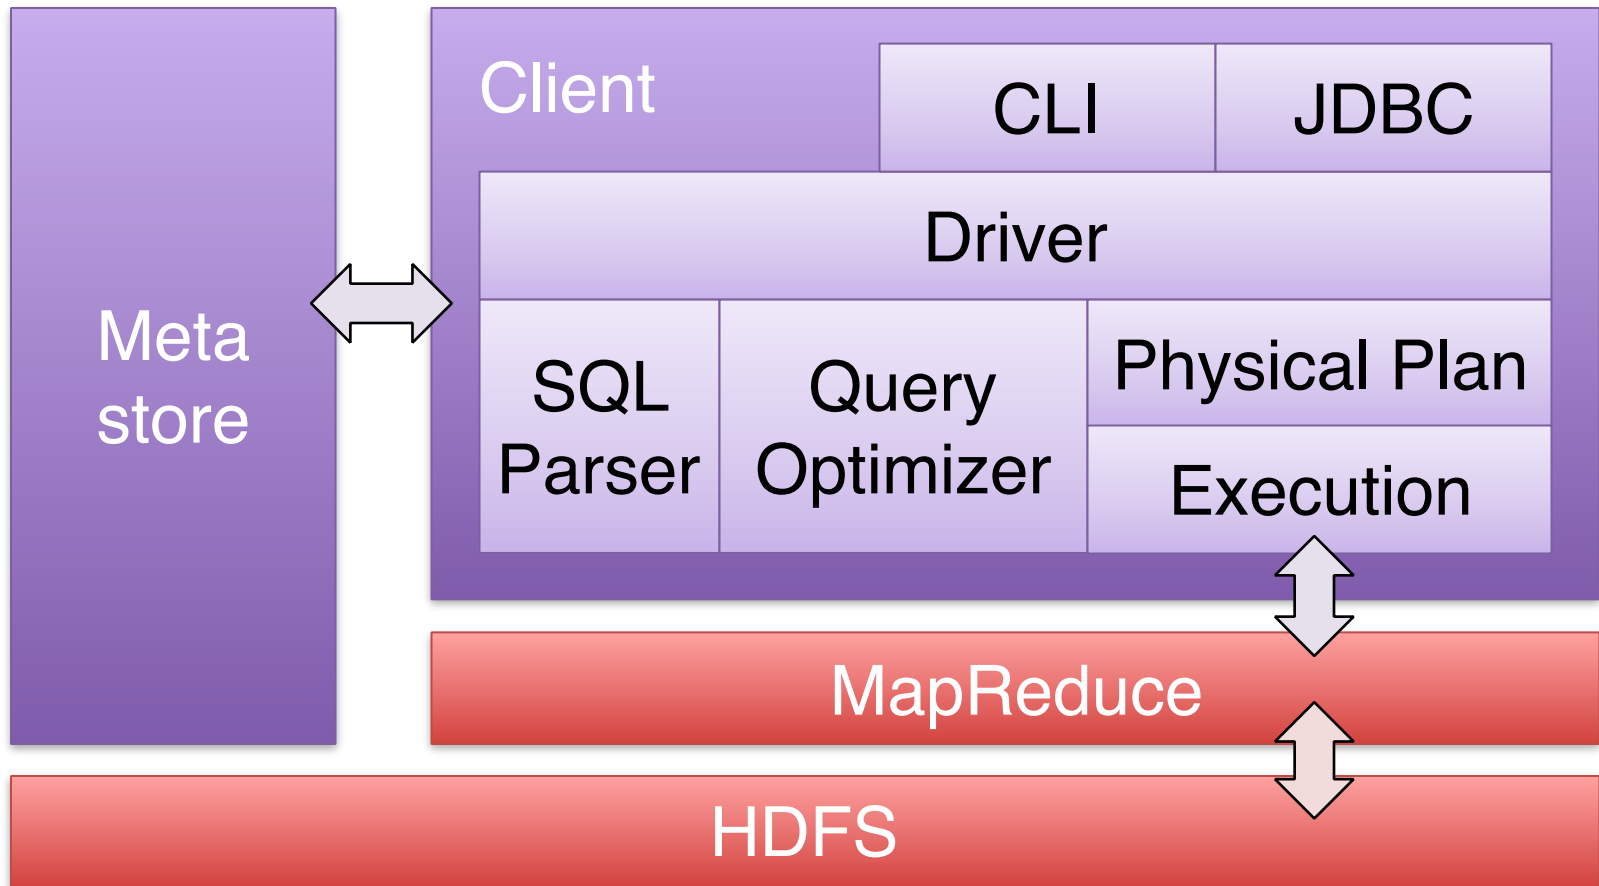 Client
CLI
JDBC
Driver
Meta
store
SQL
Parser
Query
Optimizer
Physical Plan
Execution
MapReduce
HDFS